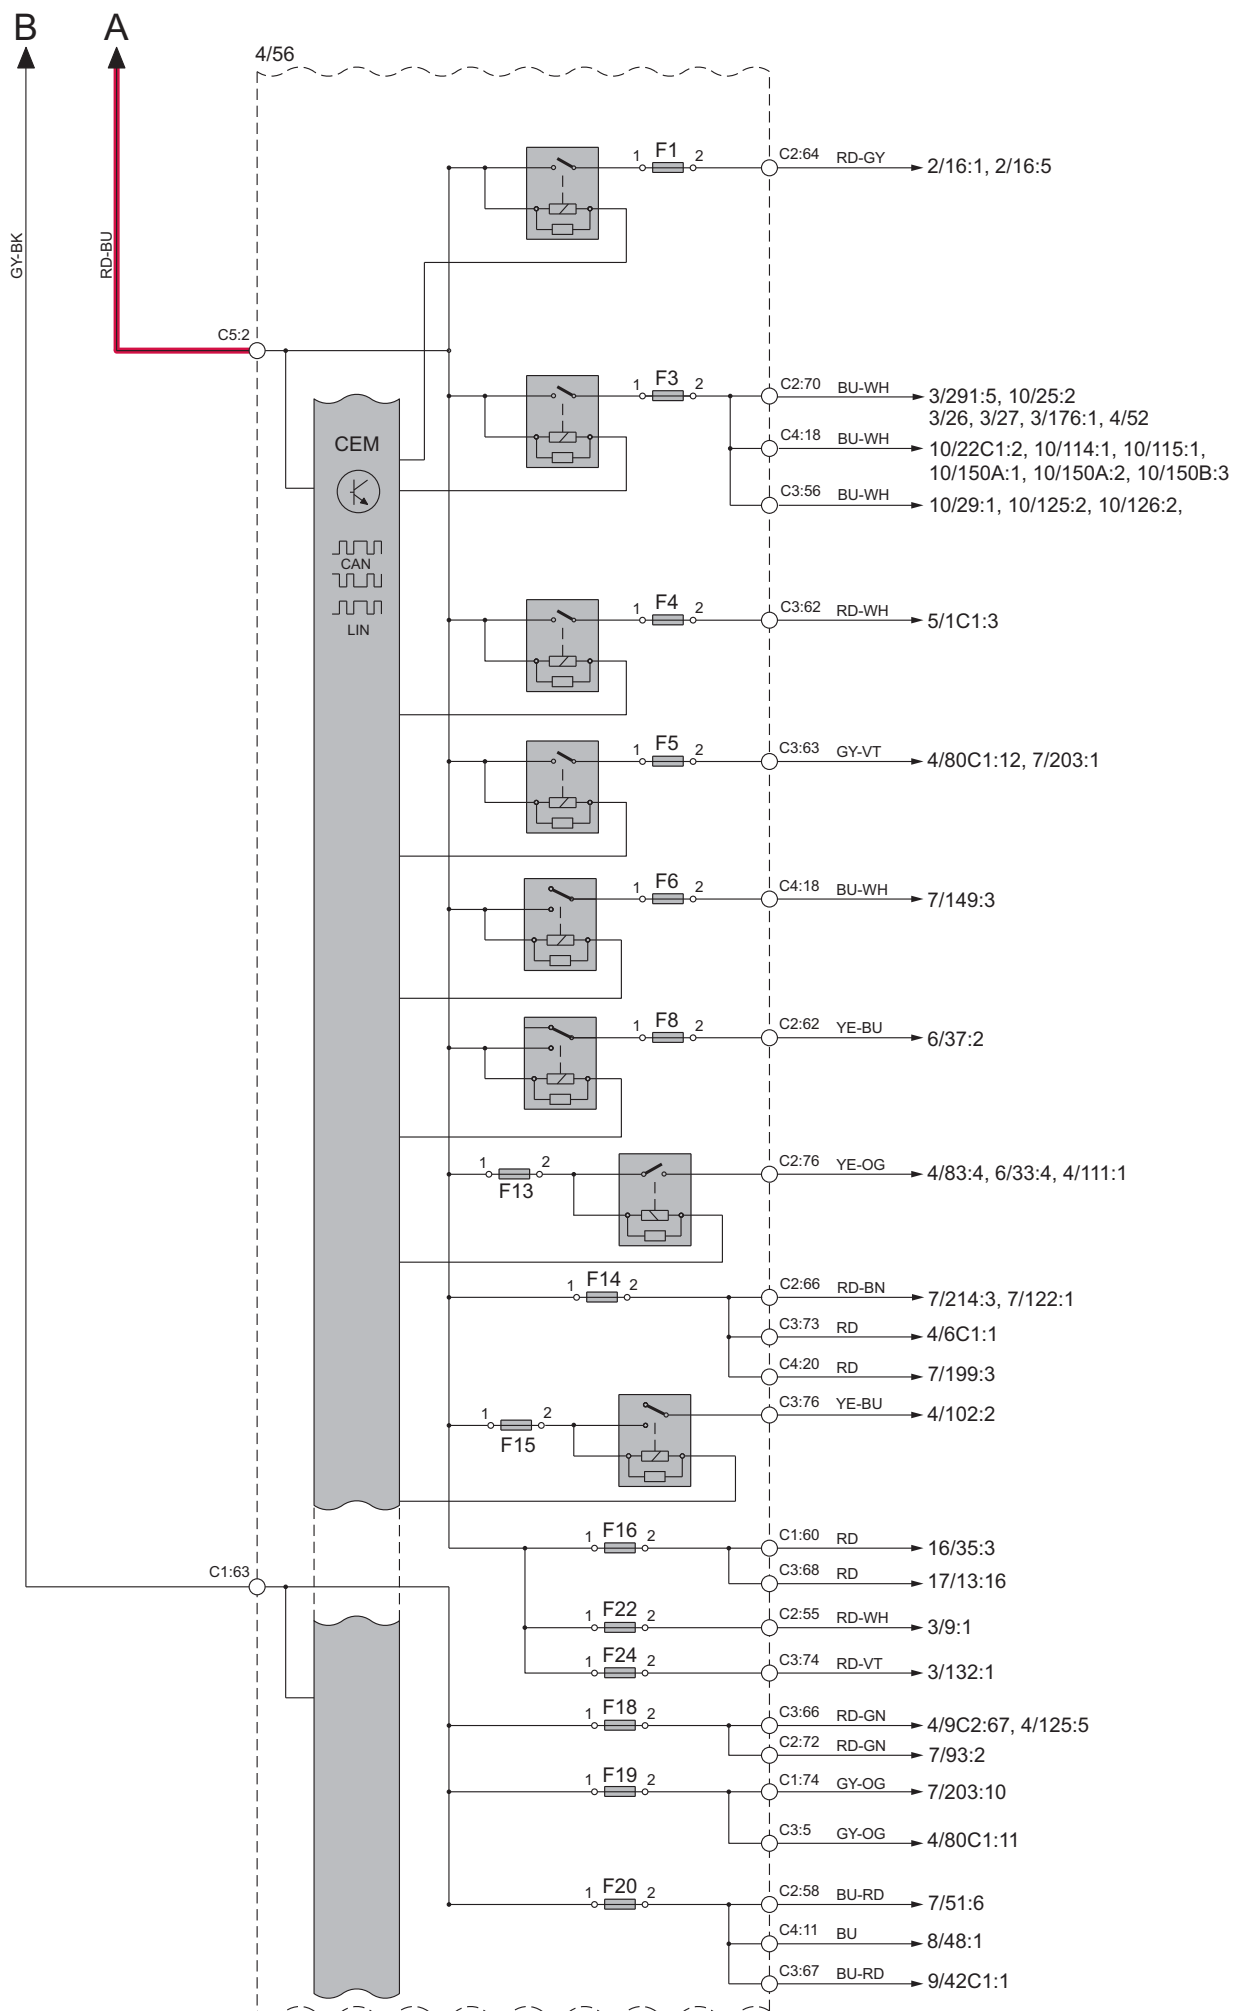 B
A
4/56
GY-BK
RD-BU
1 F1 2 C2:64 RD-GY 2/16:1, 2/16:5
C5:2
1 F3 2 C2:70 BU-WH 3/291:5, 10/25:2
3/26, 3/27, 3/176:1, 4/52
C4:18 BU-WH 10/22C1:2, 10/114:1, 10/115:1,
10/150A:1, 10/150A:2, 10/150B:3
C3:56 BU-WH 10/29:1, 10/125:2, 10/126:2,
CEM
CAN
LIN
1 F4 2 C3:62 RD-WH 5/1C1:3
1 F5 2 C3:63 GY-VT 4/80C1:12, 7/203:1
1 F6 2 C4:18 BU-WH 7/149:3
1 F8 2 C2:62 YE-BU 6/37:2
1 F13 2 C2:76 YE-OG 4/83:4, 6/33:4, 4/111:1
1 F14 2 C2:66 RD-BN 7/214:3, 7/122:1
C3:73 RD 4/6C1:1
C4:20 RD 7/199:3
1 F15 2 C3:76 YE-BU 4/102:2
1 F16 2 C1:60 RD 16/35:3
C3:68 RD 17/13:16
C1:63
1 F22 2 C2:55 RD-WH 3/9:1
1 F24 2 C3:74 RD-VT 3/132:1
1 F18 2 C3:66 RD-GN 4/9C2:67, 4/125:5
C2:72 RD-GN 7/93:2
1 F19 2 C1:74 GY-OG 7/203:10
C3:5 GY-OG 4/80C1:11
1 F20 2 C2:58 BU-RD 7/51:6
C4:11 BU 8/48:1
C3:67 BU-RD 9/42C1:1